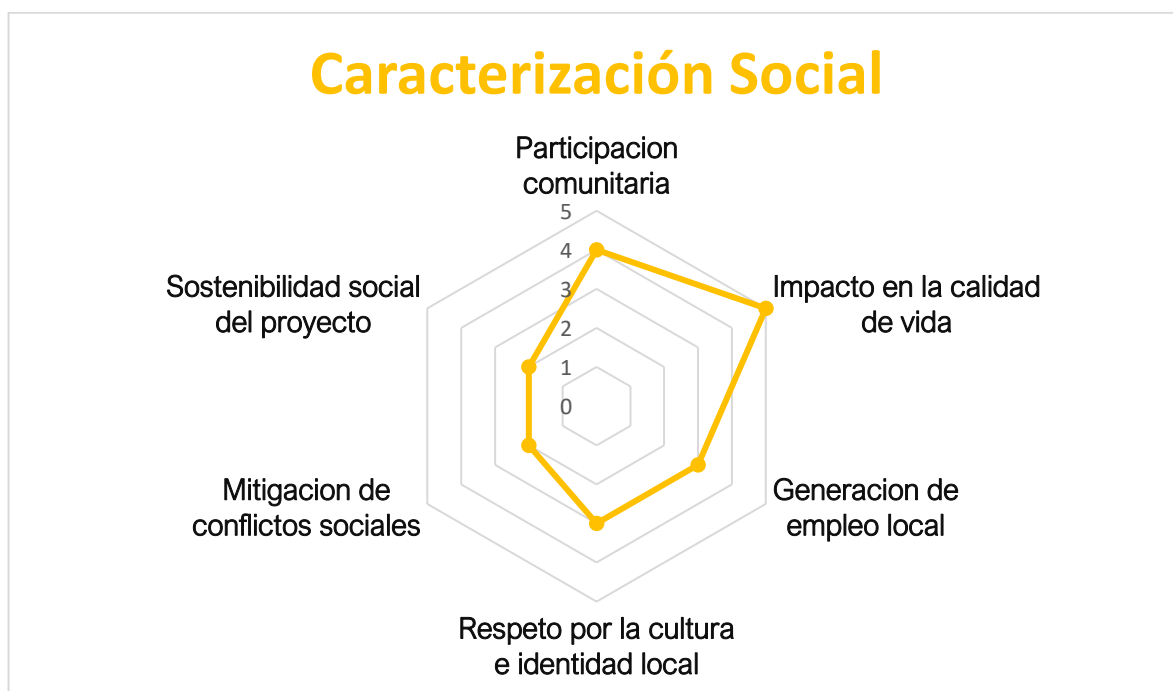 Caracterización Social
Participacion
comunitaria
5
4
3
2
1
0
Sostenibilidad social
del proyecto
Impacto en la calidad
de vida
Mitigacion de
conflictos sociales
Generacion de
empleo local
Respeto por la cultura
e identidad local